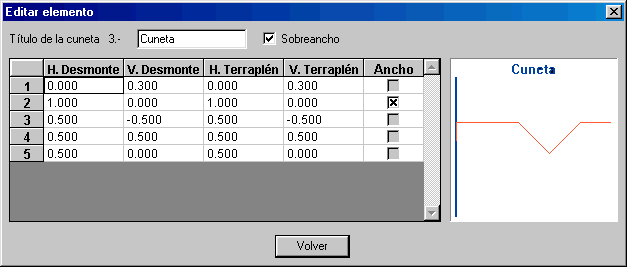 Editar elemento
Título de la cuneta 3.- Cuneta Sobreancho
H. Desmonte V. Desmonte H. Terraplén V. Terraplén Ancho
1 0.000 0.300 0.000 0.300
2 1.000 0.000 1.000 0.000
3 0.500 -0.500 0.500 -0.500
4 0.500 0.500 0.500 0.500
5 0.500 0.000 0.500 0.000
Cuneta
Volver